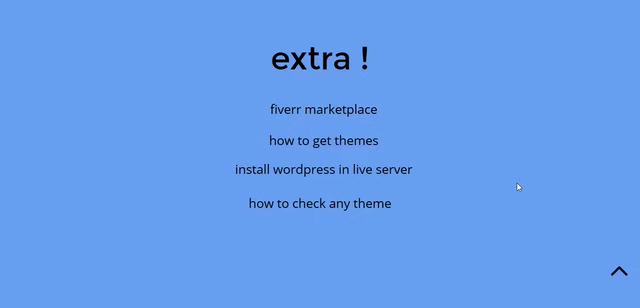 extra !
fiverr marketplace
how to get themes
install wordpress in live server
how to check any theme